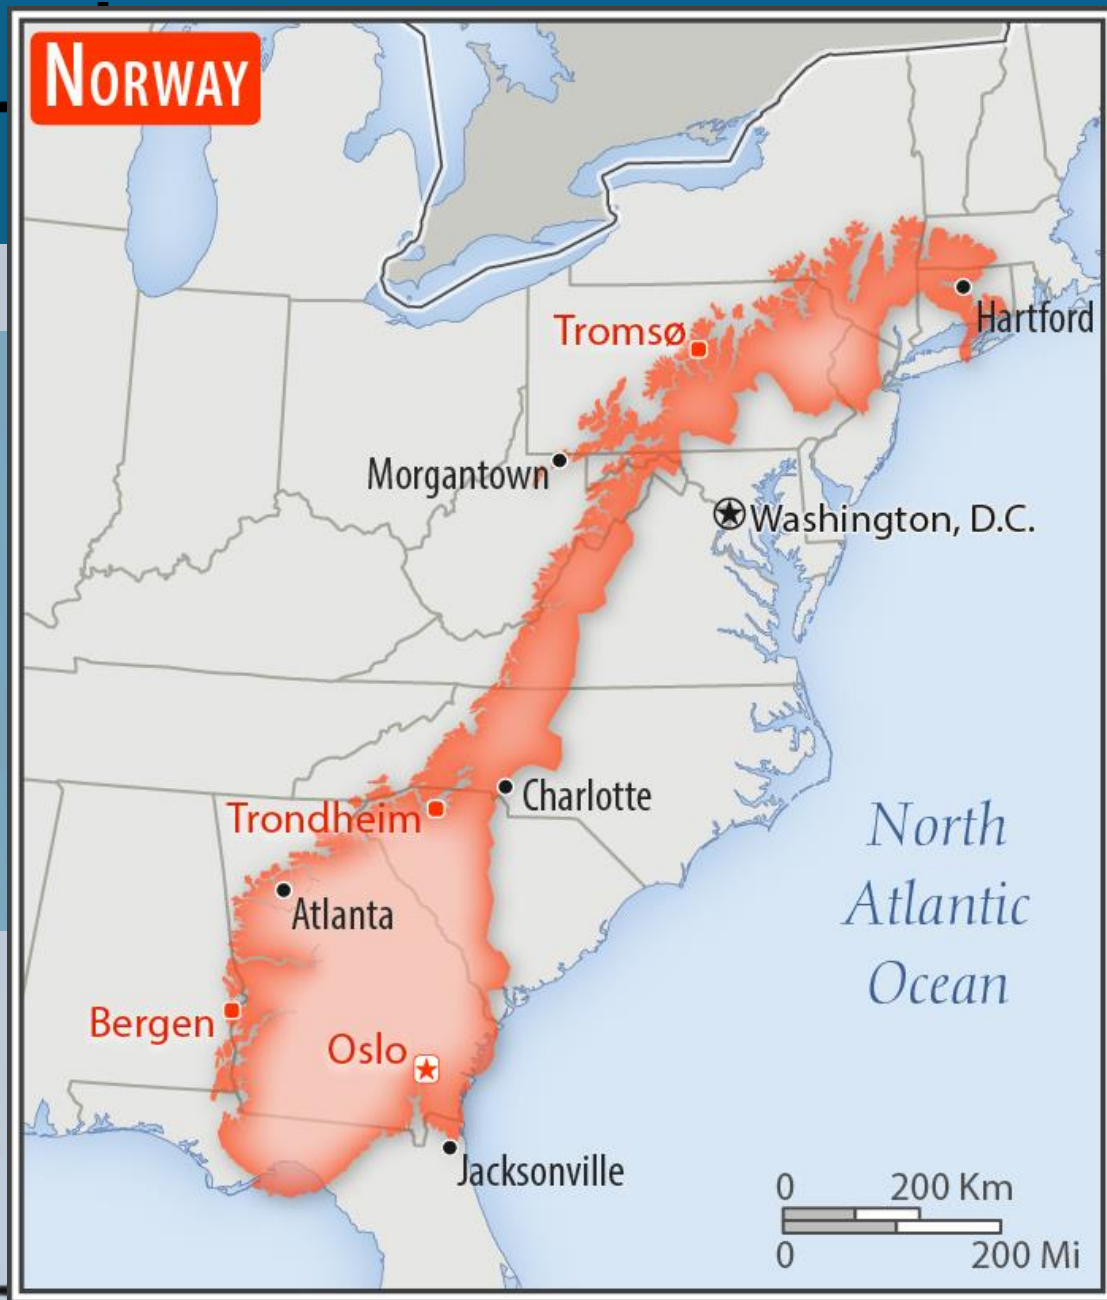 NORWAY
Tromsø
Hartford
Morgantown
Washington, D.C.
Charlotte
Trondheim
Atlanta
North
Atlantic
Ocean
Bergen
Oslo
Jacksonville
0 200 Km
0 200 Mi